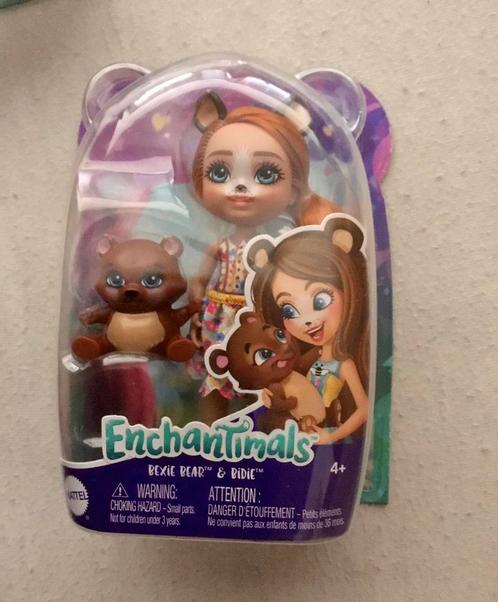 Enchantimals™
BEXIE BEAR™ & BIDIE™
4+
MATTEL
WARNING:
CHOKING HAZARD – Small parts.
Not for children under 3 years.
ATTENTION :
DANGER D'ÉTOUFFEMENT – Petits éléments.
Ne convient pas aux enfants de moins de 36 mois.